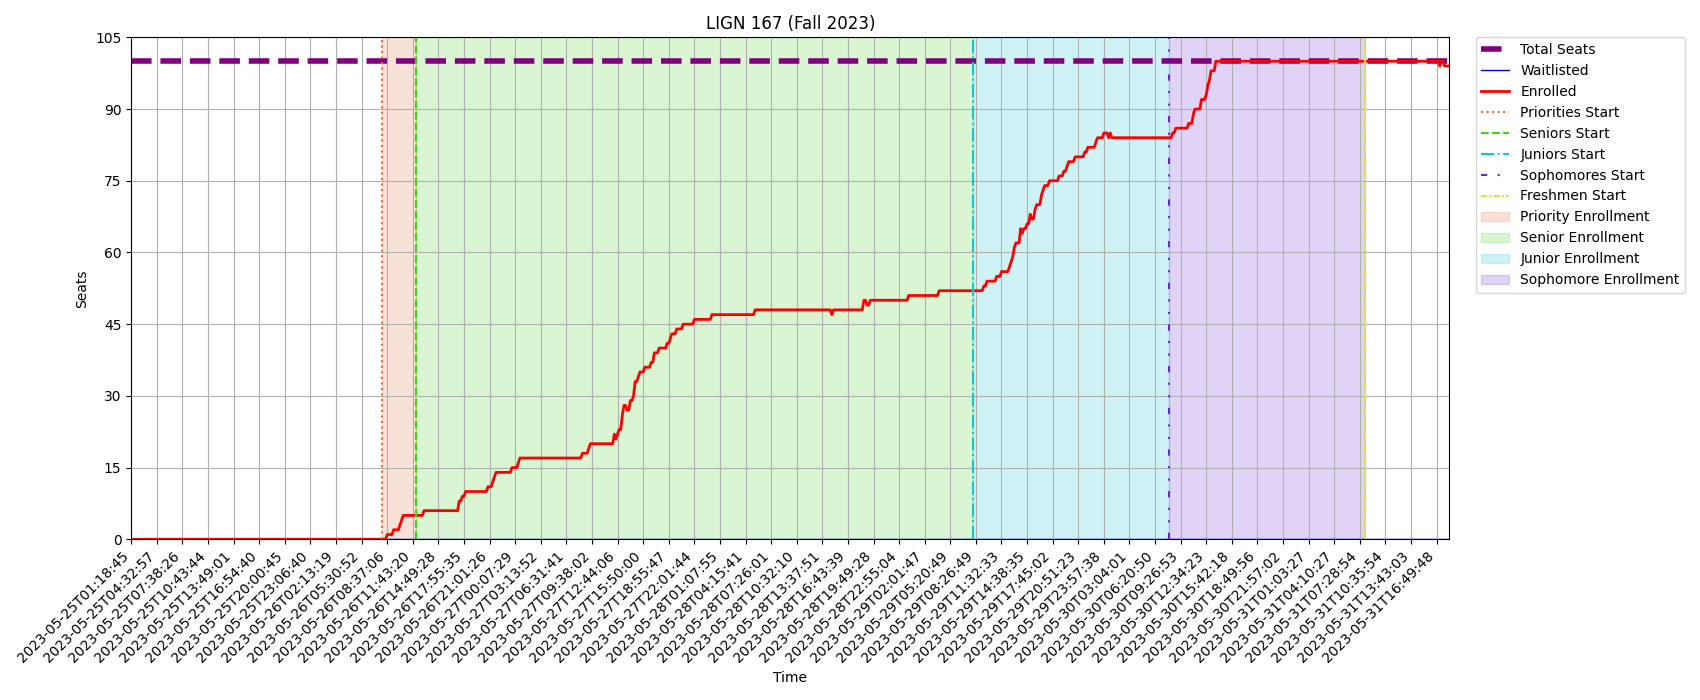 LIGN 167 (Fall 2023)
105
90
75
60
45
30
15
0
Seats
2023-05-25T01:18:45
2023-05-25T04:32:57
2023-05-25T07:38:26
2023-05-25T10:43:44
2023-05-25T13:49:01
2023-05-25T16:54:40
2023-05-25T20:00:45
2023-05-25T23:06:40
2023-05-26T02:13:19
2023-05-26T05:30:52
2023-05-26T08:37:06
2023-05-26T11:43:20
2023-05-26T14:49:28
2023-05-26T17:55:35
2023-05-26T21:01:26
2023-05-27T00:07:29
2023-05-27T03:13:52
2023-05-27T06:31:41
2023-05-27T09:38:02
2023-05-27T12:44:06
2023-05-27T15:50:00
2023-05-27T18:55:47
2023-05-27T22:01:44
2023-05-28T01:07:55
2023-05-28T04:15:41
2023-05-28T07:26:01
2023-05-28T10:32:10
2023-05-28T13:37:51
2023-05-28T16:43:39
2023-05-28T19:49:28
2023-05-28T22:55:04
2023-05-29T02:01:47
2023-05-29T05:20:49
2023-05-29T08:26:49
2023-05-29T11:32:33
2023-05-29T14:38:35
2023-05-29T17:45:02
2023-05-29T20:51:23
2023-05-29T23:57:38
2023-05-30T03:04:01
2023-05-30T06:20:50
2023-05-30T09:26:53
2023-05-30T12:34:23
2023-05-30T15:42:18
2023-05-30T18:49:56
2023-05-30T21:57:02
2023-05-31T01:03:27
2023-05-31T04:10:27
2023-05-31T07:28:54
2023-05-31T10:35:54
2023-05-31T13:43:03
2023-05-31T16:49:48
Time
Total Seats
Waitlisted
Enrolled
Priorities Start
Seniors Start
Juniors Start
Sophomores Start
Freshmen Start
Priority Enrollment
Senior Enrollment
Junior Enrollment
Sophomore Enrollment